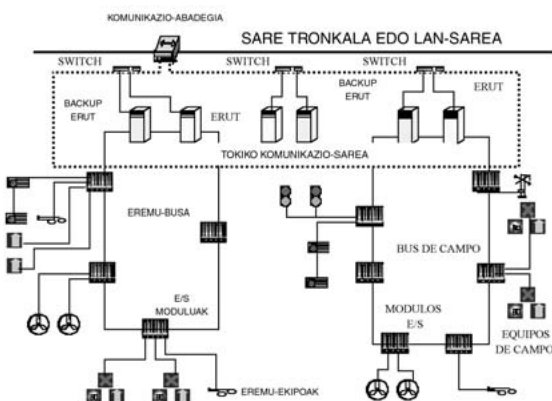 KOMUNIKAZIO-ABADEGIA
SARE TRONKALA EDO LAN-SAREA
SWITCH
SWITCH
SWITCH
BACKUP
ERUT
ERUT
BACKUP
ERUT
ERUT
TOKIKO KOMUNIKAZIO-SAREA
EREMU-BUSA
BUS DE CAMPO
E/S
MODULUAK
MODULOS
E/S
EQUIPOS
DE CAMPO
EREMU-EKIPOAK